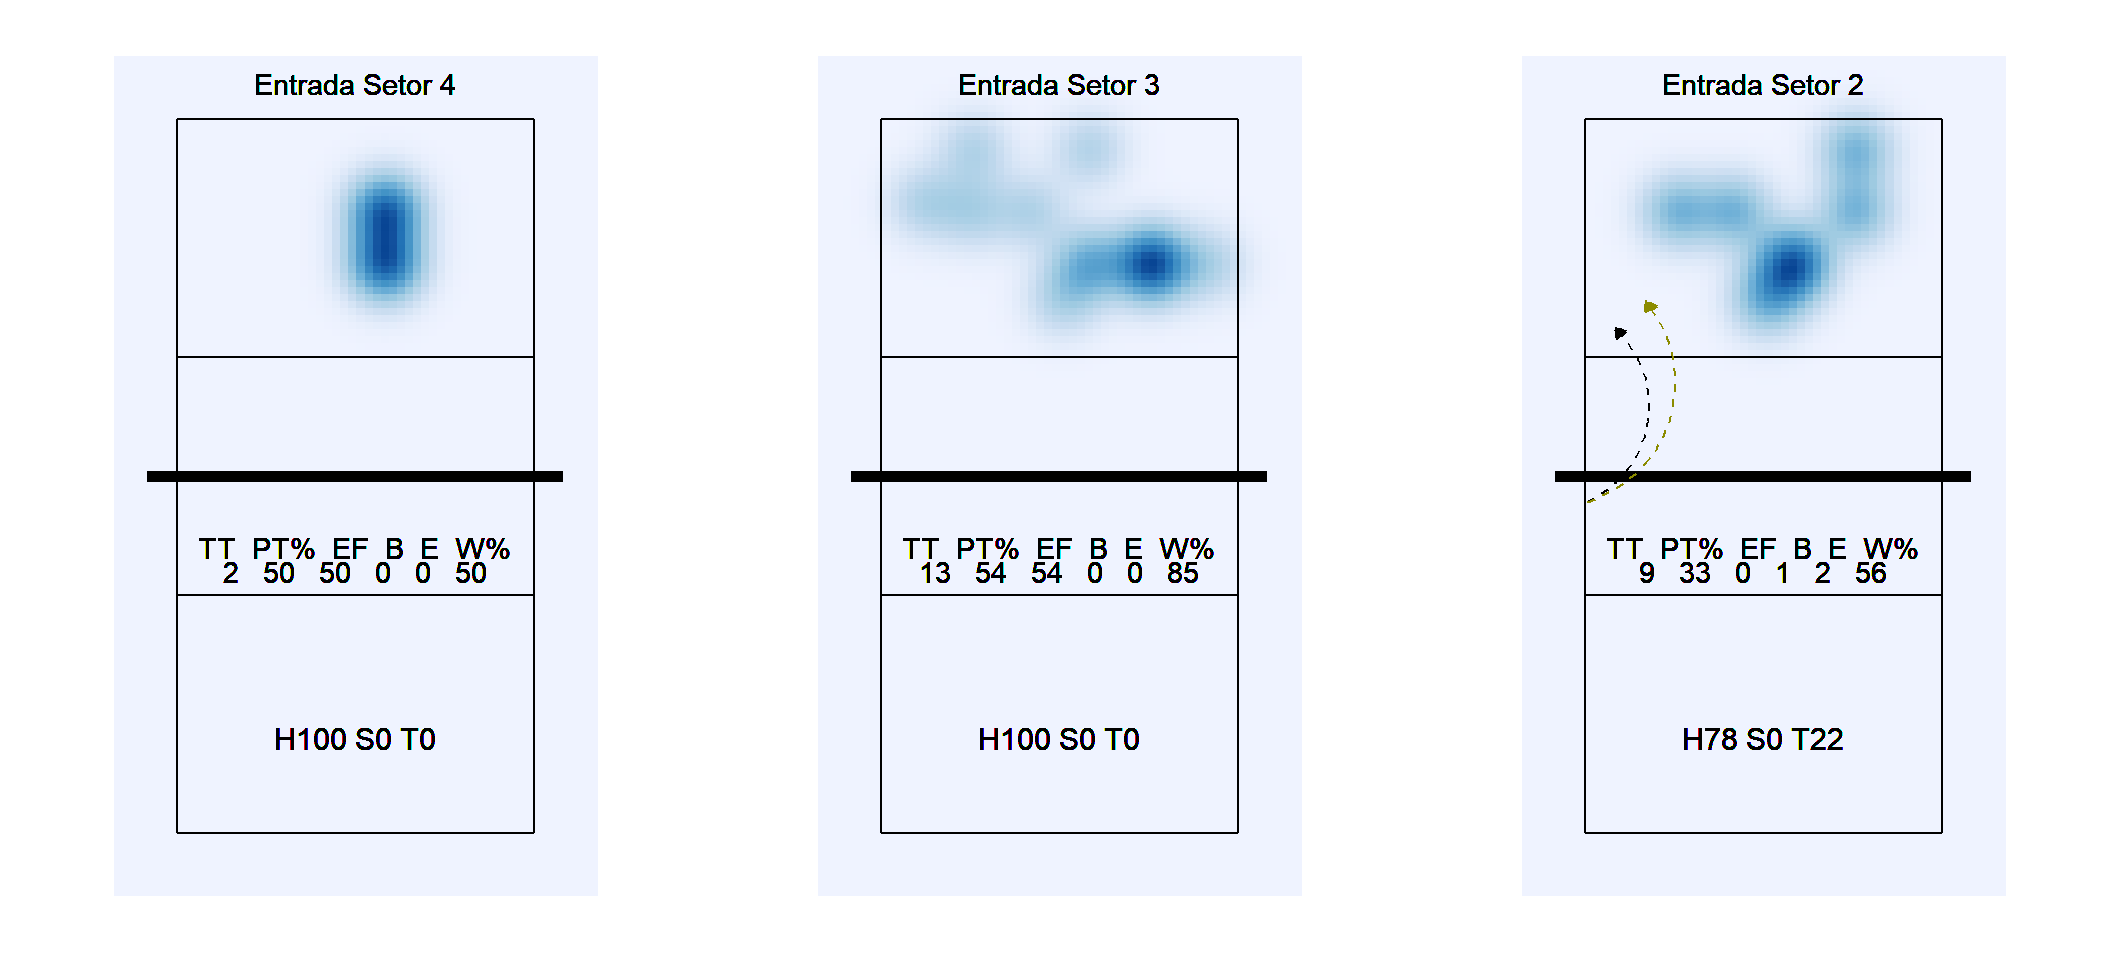 Entrada Setor 4
TT PT% EF B E W%
2 50 50 0 0 50
H100 S0 T0
Entrada Setor 3
TT PT% EF B E W%
13 54 54 0 0 85
H100 S0 T0
Entrada Setor 2
TT PT% EF B E W%
9 33 0 1 2 56
H78 S0 T22